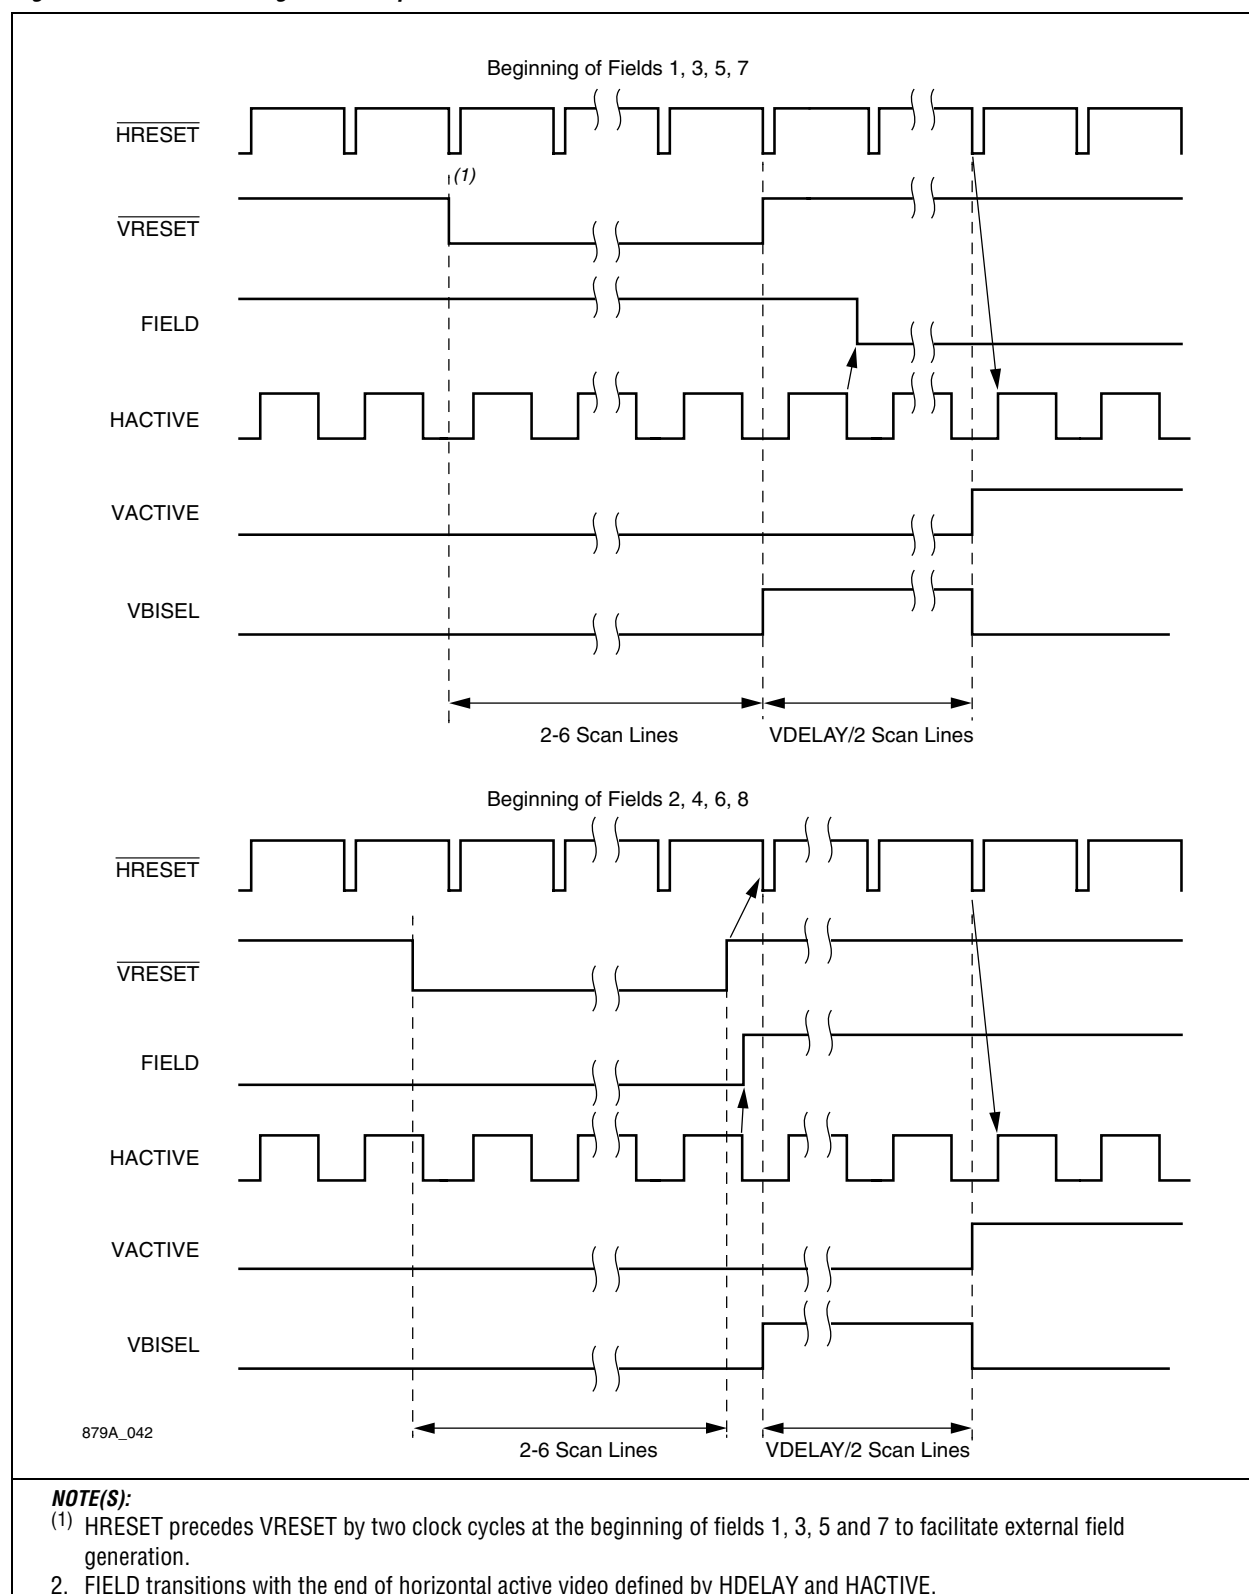 Beginning of Fields 1, 3, 5, 7
HRESET
(1)
VRESET
FIELD
HACTIVE
VACTIVE
VBISEL
2-6 Scan Lines
VDELAY/2 Scan Lines
Beginning of Fields 2, 4, 6, 8
HRESET
VRESET
FIELD
HACTIVE
VACTIVE
VBISEL
879A_042
2-6 Scan Lines
VDELAY/2 Scan Lines
NOTE(S):
(1) HRESET precedes VRESET by two clock cycles at the beginning of fields 1, 3, 5 and 7 to facilitate external field
generation.
2. FIELD transitions with the end of horizontal active video defined by HDELAY and HACTIVE.